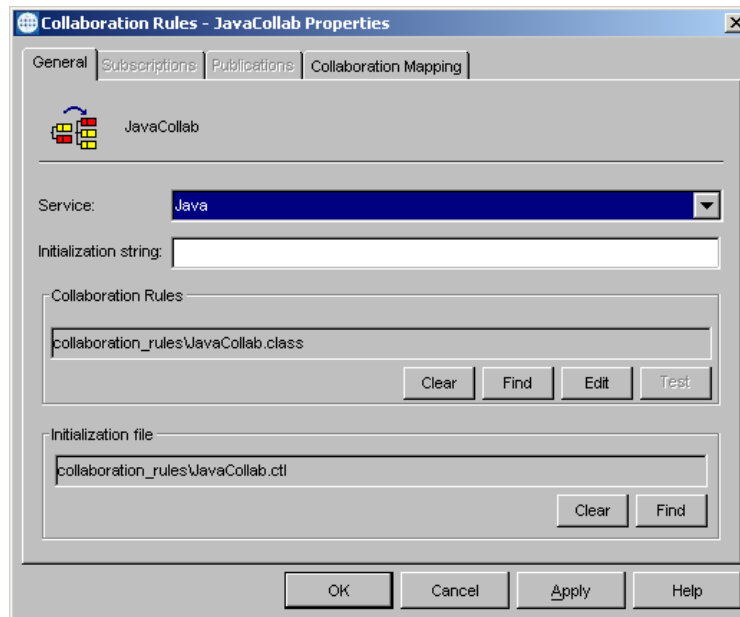 Collaboration Rules - JavaCollab Properties
General Subscriptions Publications Collaboration Mapping
JavaCollab
Service: Java
Initialization string:
Collaboration Rules
collaboration_rules\JavaCollab.class
Clear Find Edit Test
Initialization file
collaboration_rules\JavaCollab.ctl
Clear Find
OK Cancel Apply Help